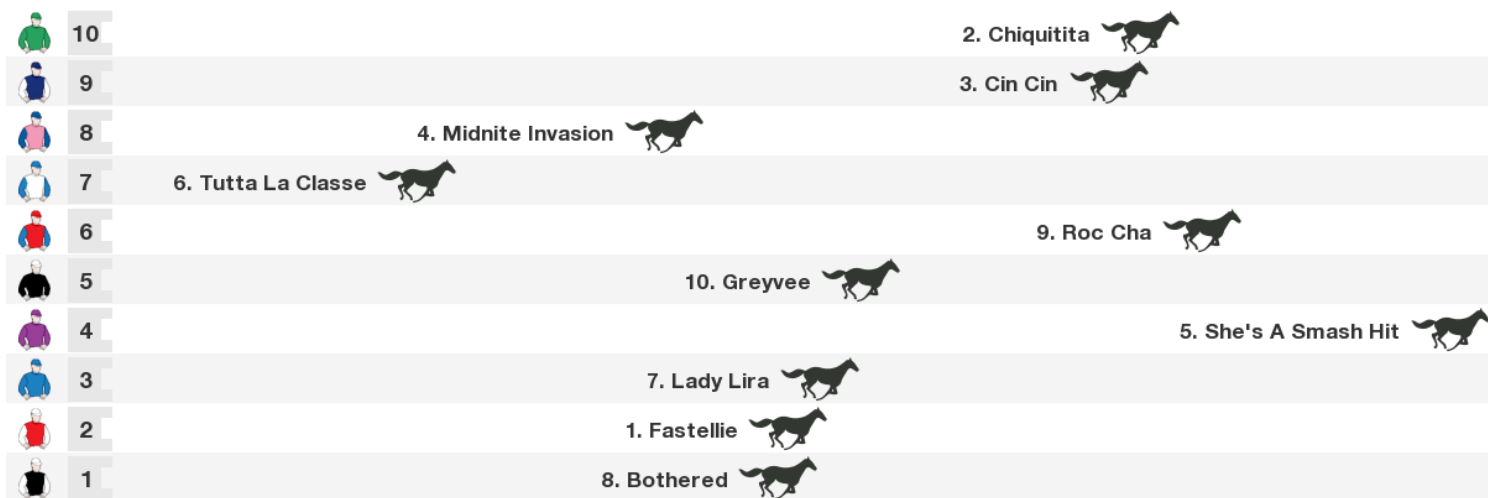 10 2. Chiquitita
9 3. Cin Cin
8 4. Midnite Invasion
7 6. Tutta La Classe
6 9. Roc Cha
5 10. Greyvee
4 5. She's A Smash Hit
3 7. Lady Lira
2 1. Fastellie
1 8. Bothered